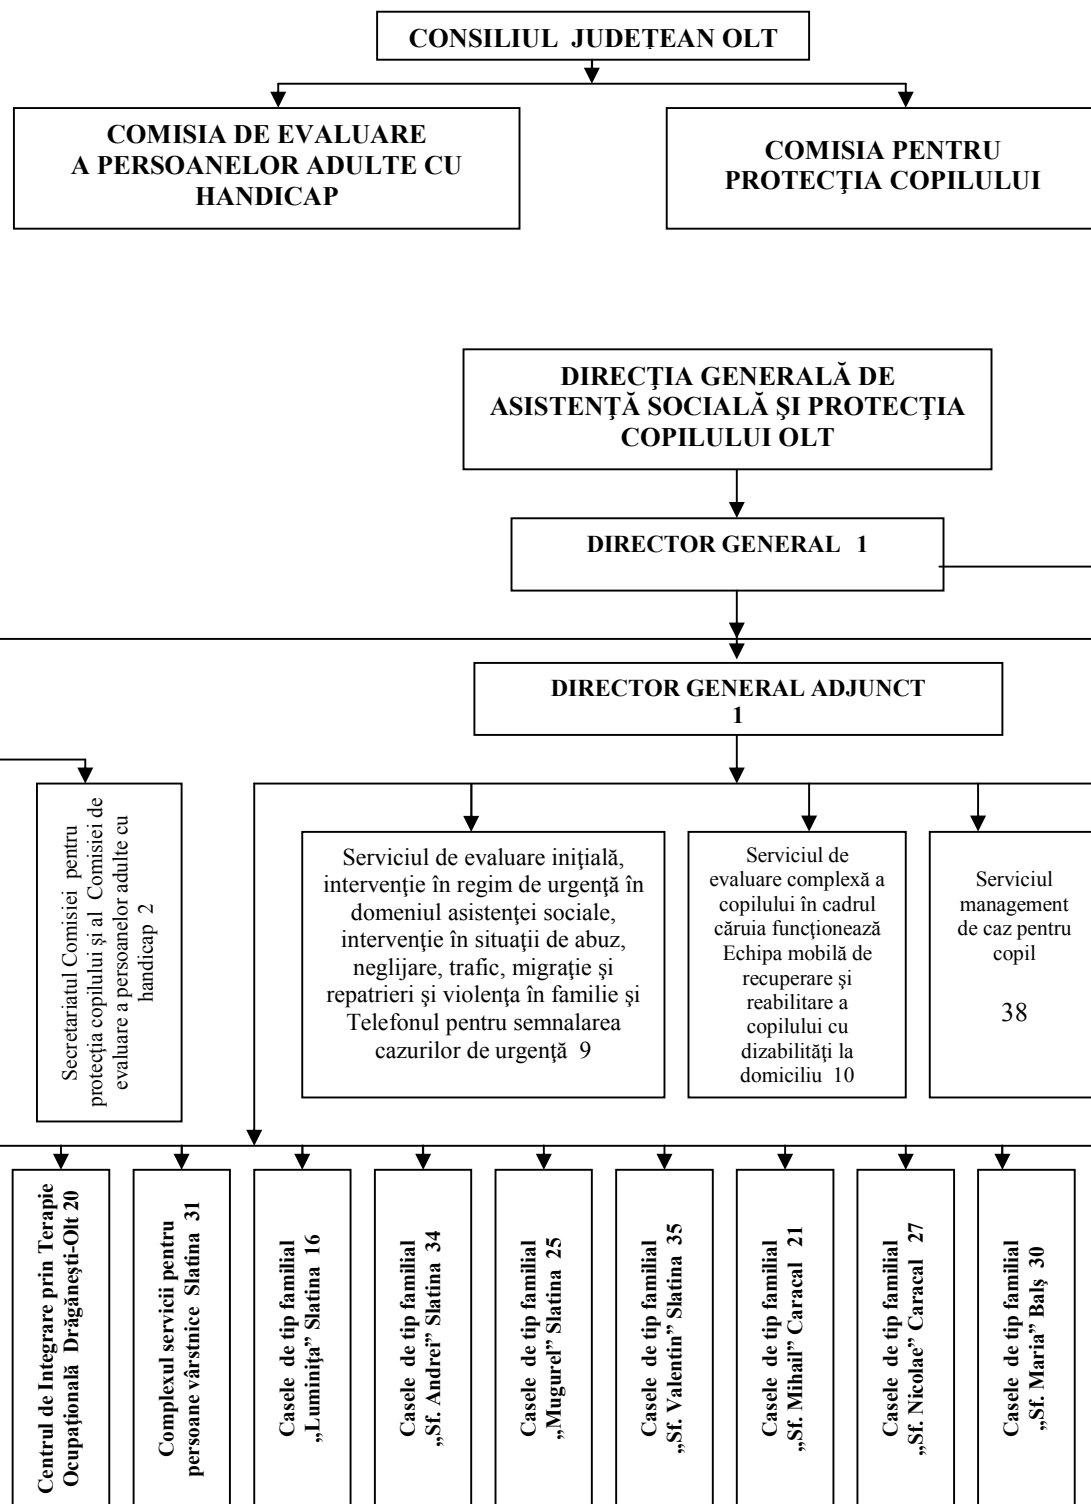 CONSILIUL JUDEŢEAN OLT
COMISIA DE EVALUARE
A PERSOANELOR ADULTE CU
HANDICAP
COMISIA PENTRU
PROTECŢIA COPILULUI
DIRECŢIA GENERALĂ DE
ASISTENŢĂ SOCIALĂ ŞI PROTECŢIA
COPILULUI OLT
DIRECTOR GENERAL 1
DIRECTOR GENERAL ADJUNCT
1
Secretariatul Comisiei pentru
protecţia copilului şi al Comisiei de
evaluare a persoanelor adulte cu
handicap 2
Serviciul de evaluare iniţială,
intervenţie în regim de urgenţă în
domeniul asistenţei sociale,
intervenţie în situaţii de abuz,
neglijare, trafic, migraţie şi
repatrieri şi violenţa în familie şi
Telefonul pentru semnalarea
cazurilor de urgenţă 9
Serviciul de
evaluare complexă a
copilului în cadrul
căruia funcţionează
Echipa mobilă de
recuperare şi
reabilitare a
copilului cu
dizabilităţi la
domiciliu 10
Serviciul
management
de caz pentru
copil
38
Centrul de Integrare prin Terapie
Ocupaţională Drăgăneşti-Olt 20
Complexul servicii pentru
persoane vârstnice Slatina 31
Casele de tip familial
„Luminiţa” Slatina 16
Casele de tip familial
„Sf. Andrei” Slatina 34
Casele de tip familial
„Mugurel” Slatina 25
Casele de tip familial
„Sf. Valentin” Slatina 35
Casele de tip familial
„Sf. Mihail” Caracal 21
Casele de tip familial
„Sf. Nicolae” Caracal 27
Casele de tip familial
„Sf. Maria” Balş 30